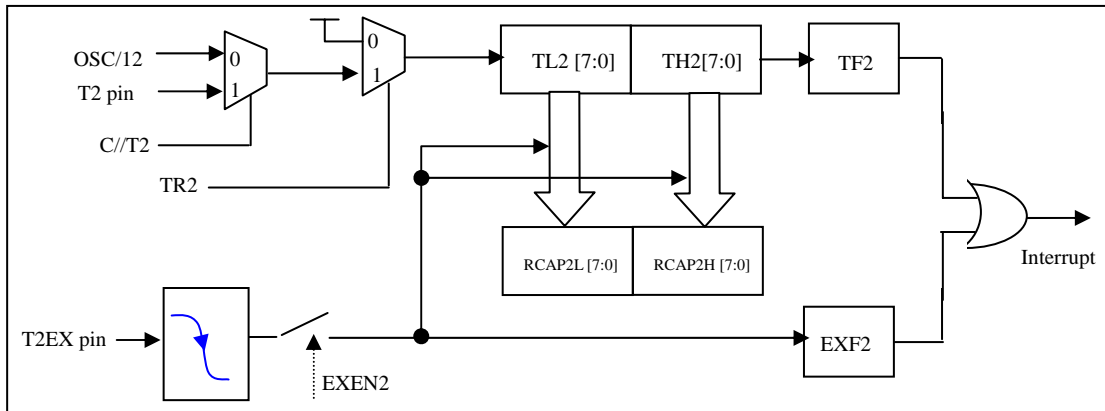 OSC/12
0
T2 pin
1
C//T2
0
1
TR2
TL2 [7:0]
TH2[7:0]
TF2
RCAP2L [7:0]
RCAP2H [7:0]
Interrupt
T2EX pin
EXEN2
EXF2